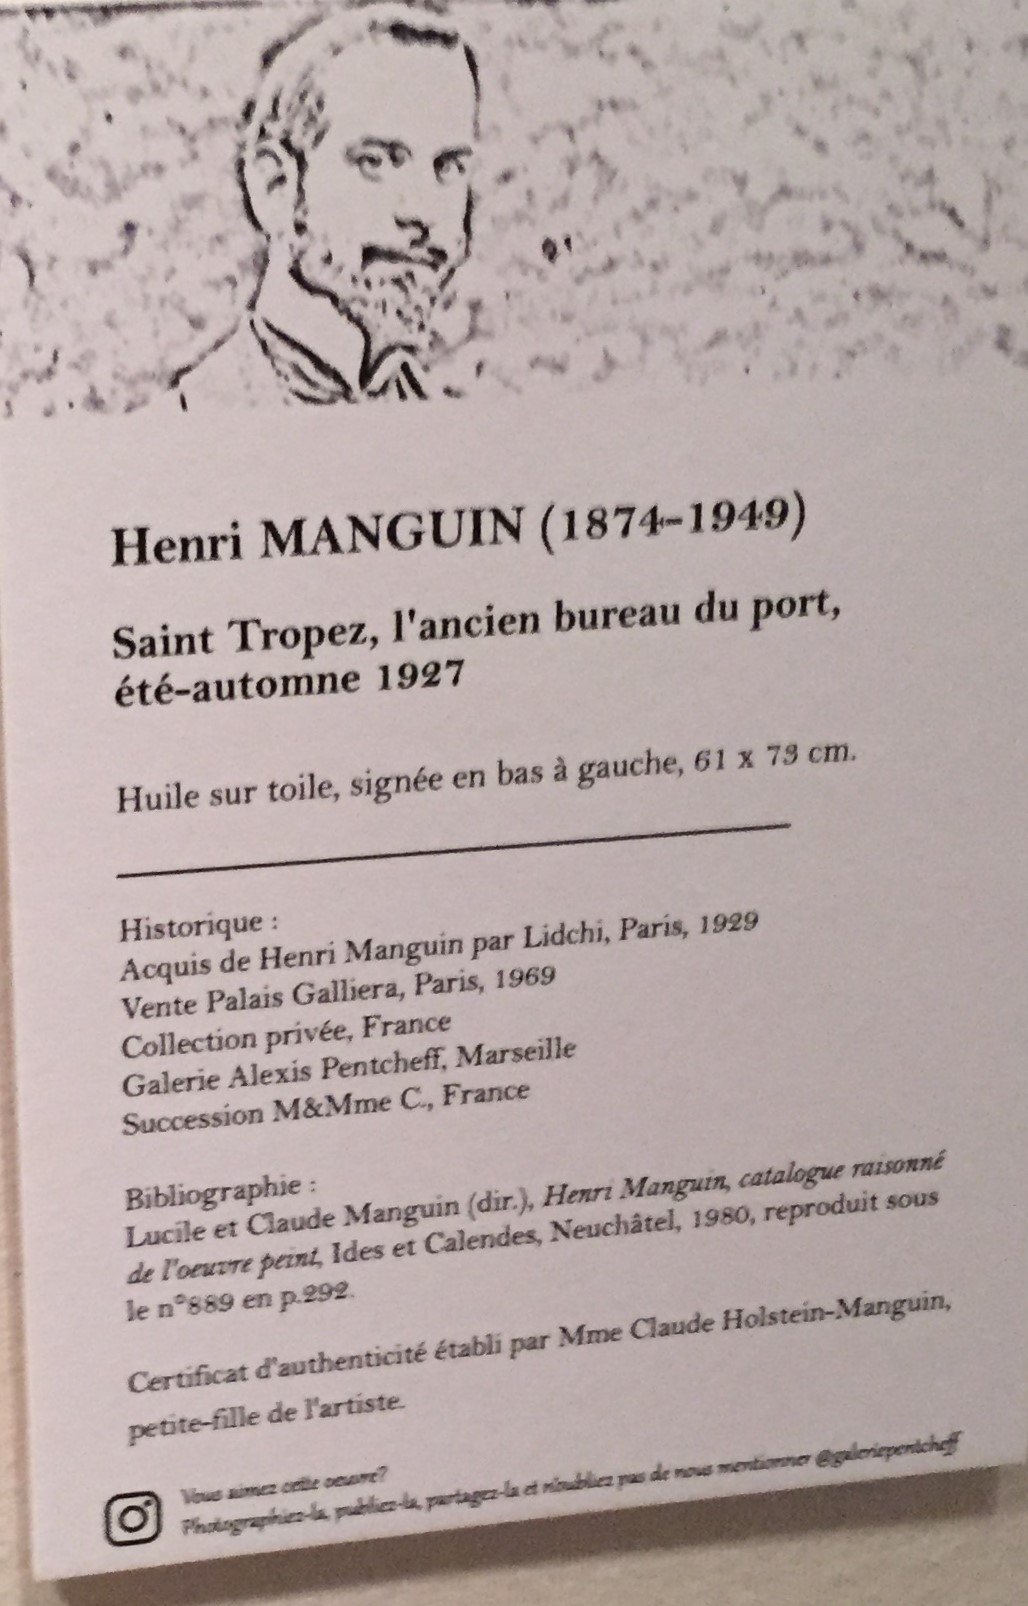 Henri MANGUIN (1874-1949)
Saint Tropez, l'ancien bureau du port,
été-automne 1927
Huile sur toile, signée en bas à gauche, 61 x 73 cm.
Historique :
Acquis de Henri Manguin par Lidchi, Paris, 1929
Vente Palais Galliera, Paris, 1969
Collection privée, France
Galerie Alexis Pentcheff, Marseille
Succession M&Mme C., France
Bibliographie :
Lucile et Claude Manguin (dir.), Henri Manguin, catalogue raisonné
de l'oeuvre peint, Ides et Calendes, Neuchâtel, 1980, reproduit sous
le n°889 en p.292.
Certificat d'authenticité établi par Mme Claude Holstein-Manguin,
petite-fille de l'artiste.
Vous aimez cette oeuvre?
Photographiez-la, publiez-la, partagez-la et n'oubliez pas de nous mentionner @galeriepentcheff